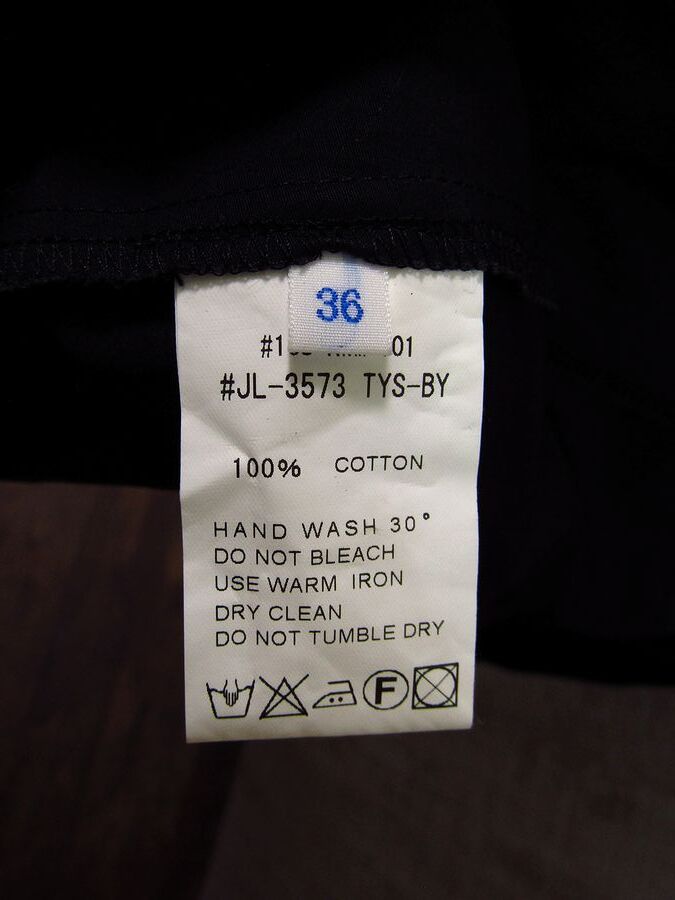 36
#JL-3573 TYS-BY
100% COTTON
HAND WASH 30°
DO NOT BLEACH
USE WARM IRON
DRY CLEAN
DO NOT TUMBLE DRY
F